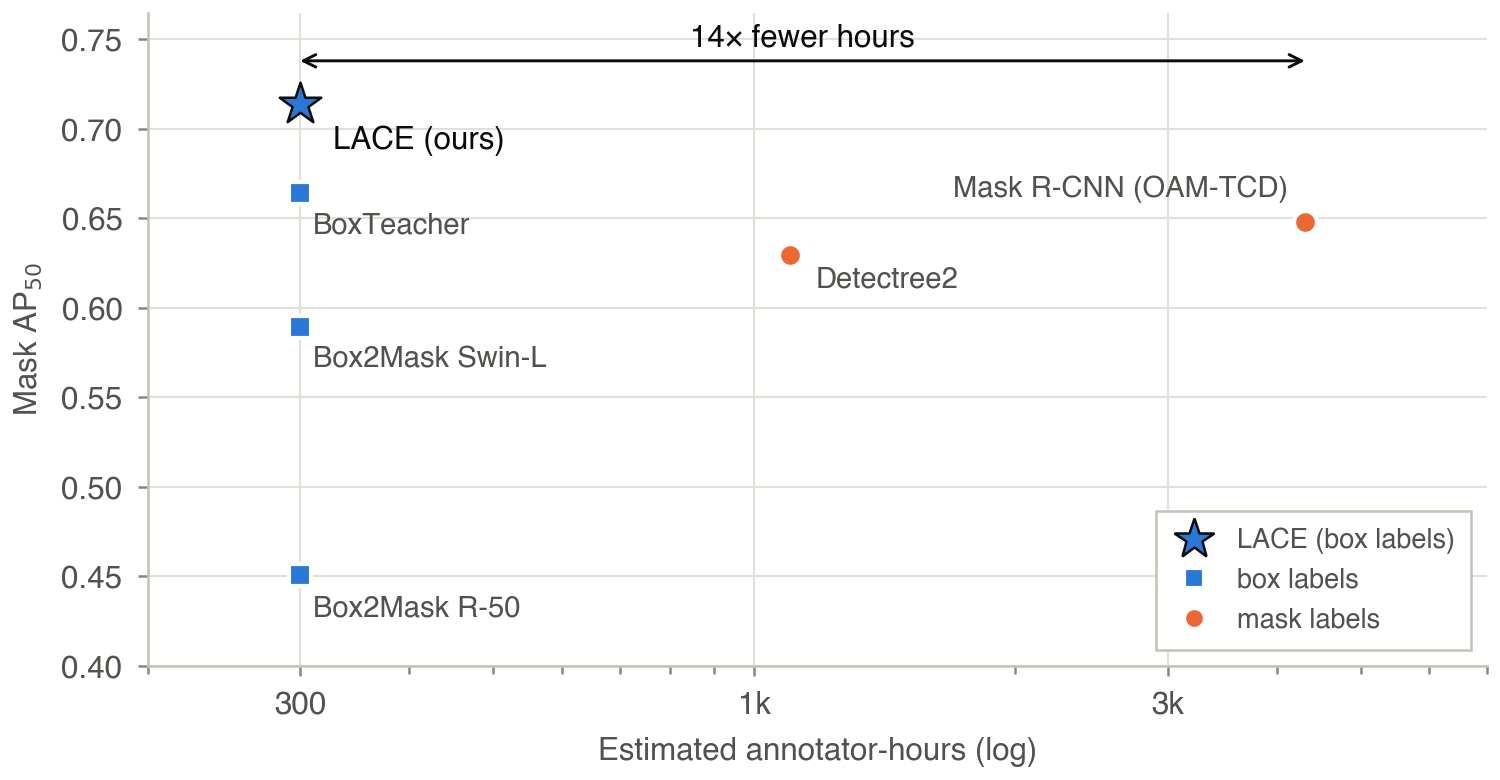 14× fewer hours
0.75
0.70
LACE (ours)
Mask R-CNN (OAM-TCD)
0.65
BoxTeacher
Detectree2
0.60
Box2Mask Swin-L
0.55
0.50
0.45
Box2Mask R-50
0.40
Mask AP₅₀
LACE (box labels)
box labels
mask labels
300 1k 3k
Estimated annotator-hours (log)